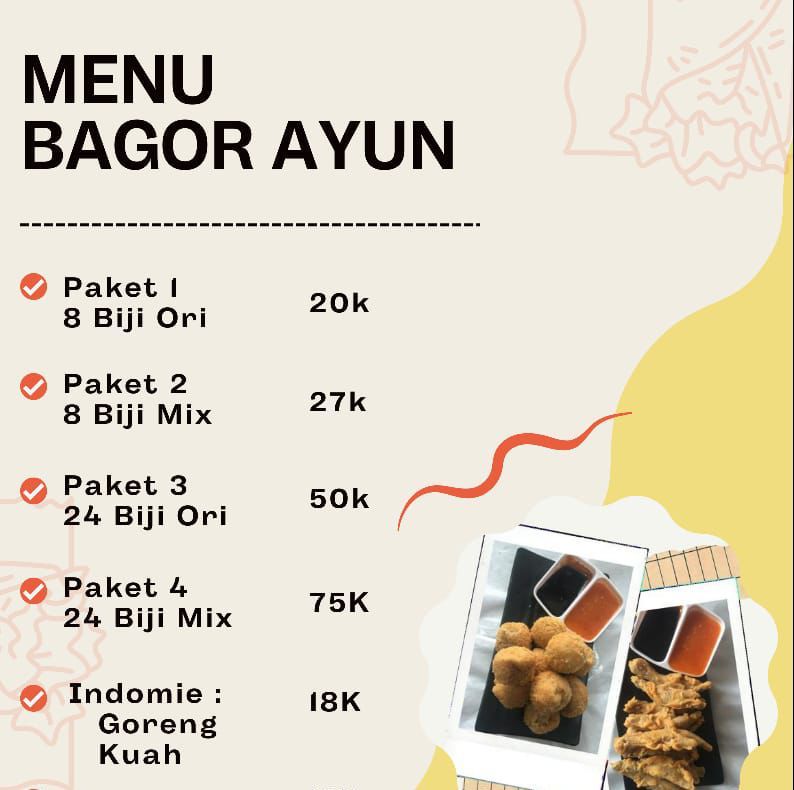 MENU
BAGOR AYUN
Paket 1
8 Biji Ori
20k
Paket 2
8 Biji Mix
27k
Paket 3
24 Biji Ori
50k
Paket 4
24 Biji Mix
75K
Indomie :
18K
Goreng
Kuah